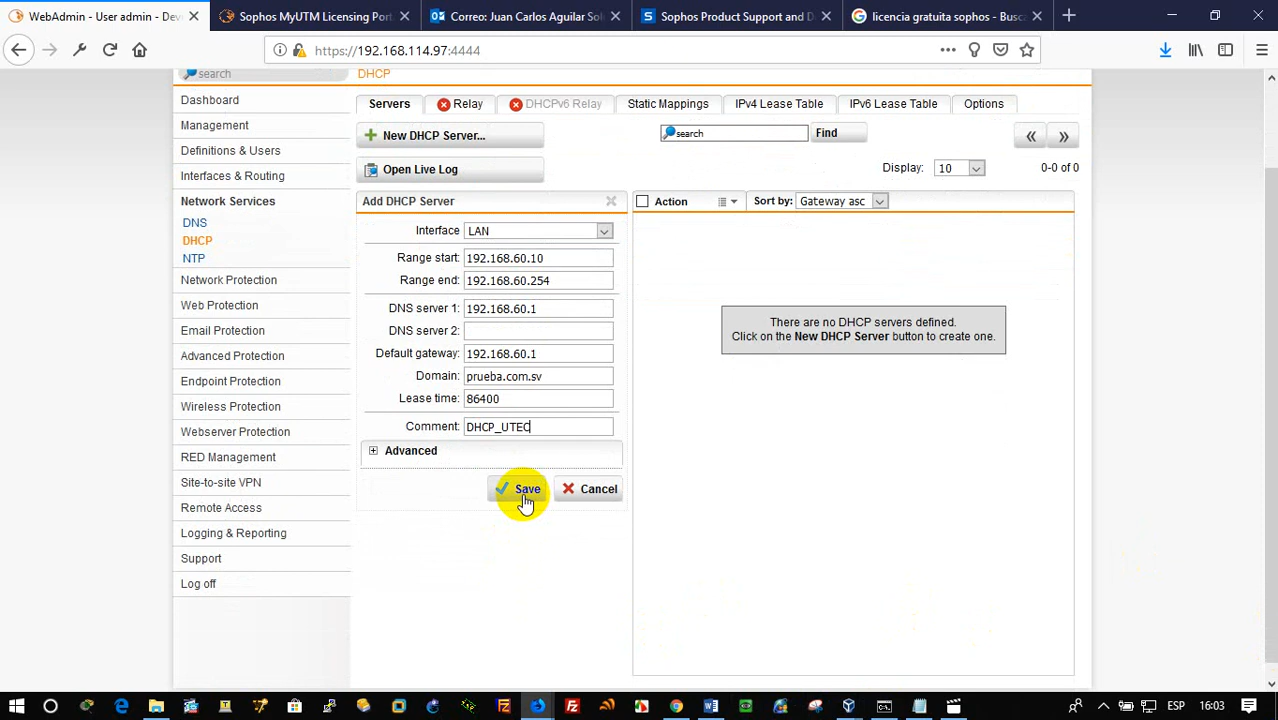 WebAdmin - User admin - Dev
Sophos MyUTM Licensing Port
Correo: Juan Carlos Aguilar Sol
Sophos Product Support and D
licencia gratuita sophos - Busc
https://192.168.114.97:4444
search
DHCP
Dashboard
Management
Definitions & Users
Interfaces & Routing
Network Services
DNS
DHCP
NTP
Network Protection
Web Protection
Email Protection
Advanced Protection
Endpoint Protection
Wireless Protection
Webserver Protection
RED Management
Site-to-site VPN
Remote Access
Logging & Reporting
Support
Log off
Servers
Relay
DHCPv6 Relay
Static Mappings
IPv4 Lease Table
IPv6 Lease Table
Options
New DHCP Server...
search
Find
Open Live Log
Display: 10
0-0 of 0
Add DHCP Server
Interface LAN
Range start: 192.168.60.10
Range end: 192.168.60.254
DNS server 1: 192.168.60.1
DNS server 2:
Default gateway: 192.168.60.1
Domain: prueba.com.sv
Lease time: 86400
Comment: DHCP_UTEC
Advanced
Save
Cancel
Action
Sort by: Gateway asc
There are no DHCP servers defined.
Click on the New DHCP Server button to create one.
ESP
16:03